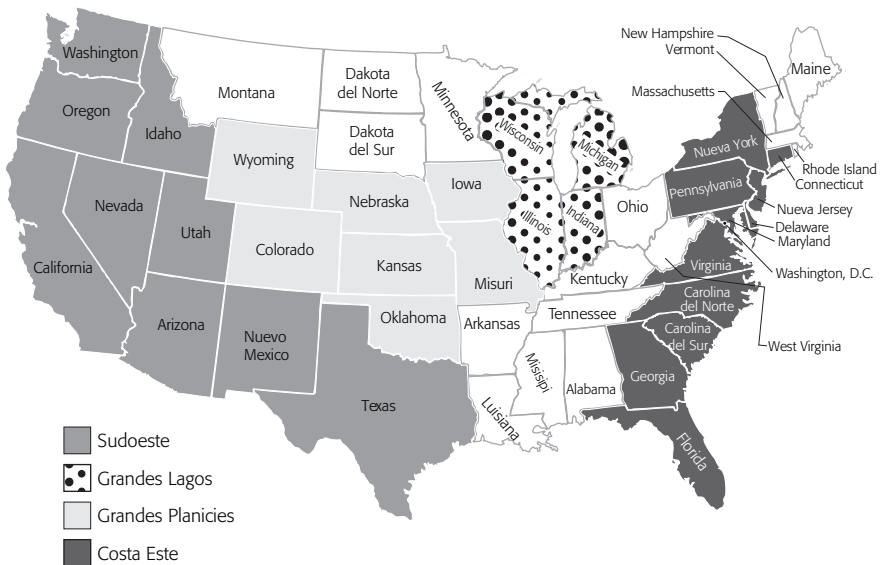 Washington
Oregon
Idaho
Montana
Dakota
del Norte
Dakota
del Sur
Minnesota
Wisconsin
Michigan
New Hampshire
Vermont
Massachusetts
Maine
Nueva York
Rhode Island
Connecticut
Pennsylvania
Nueva Jersey
Delaware
Maryland
Washington, D.C.
West Virginia
Wyoming
Nebraska
Iowa
Illinois
Indiana
Ohio
Nevada
Utah
Colorado
Kansas
Misuri
Kentucky
Virginia
California
Arizona
Nuevo
Mexico
Oklahoma
Arkansas
Tennessee
Carolina
del Norte
Carolina
del Sur
Texas
Luisiana
Misisipi
Alabama
Georgia
Florida
Sudoeste
Grandes Lagos
Grandes Planicies
Costa Este